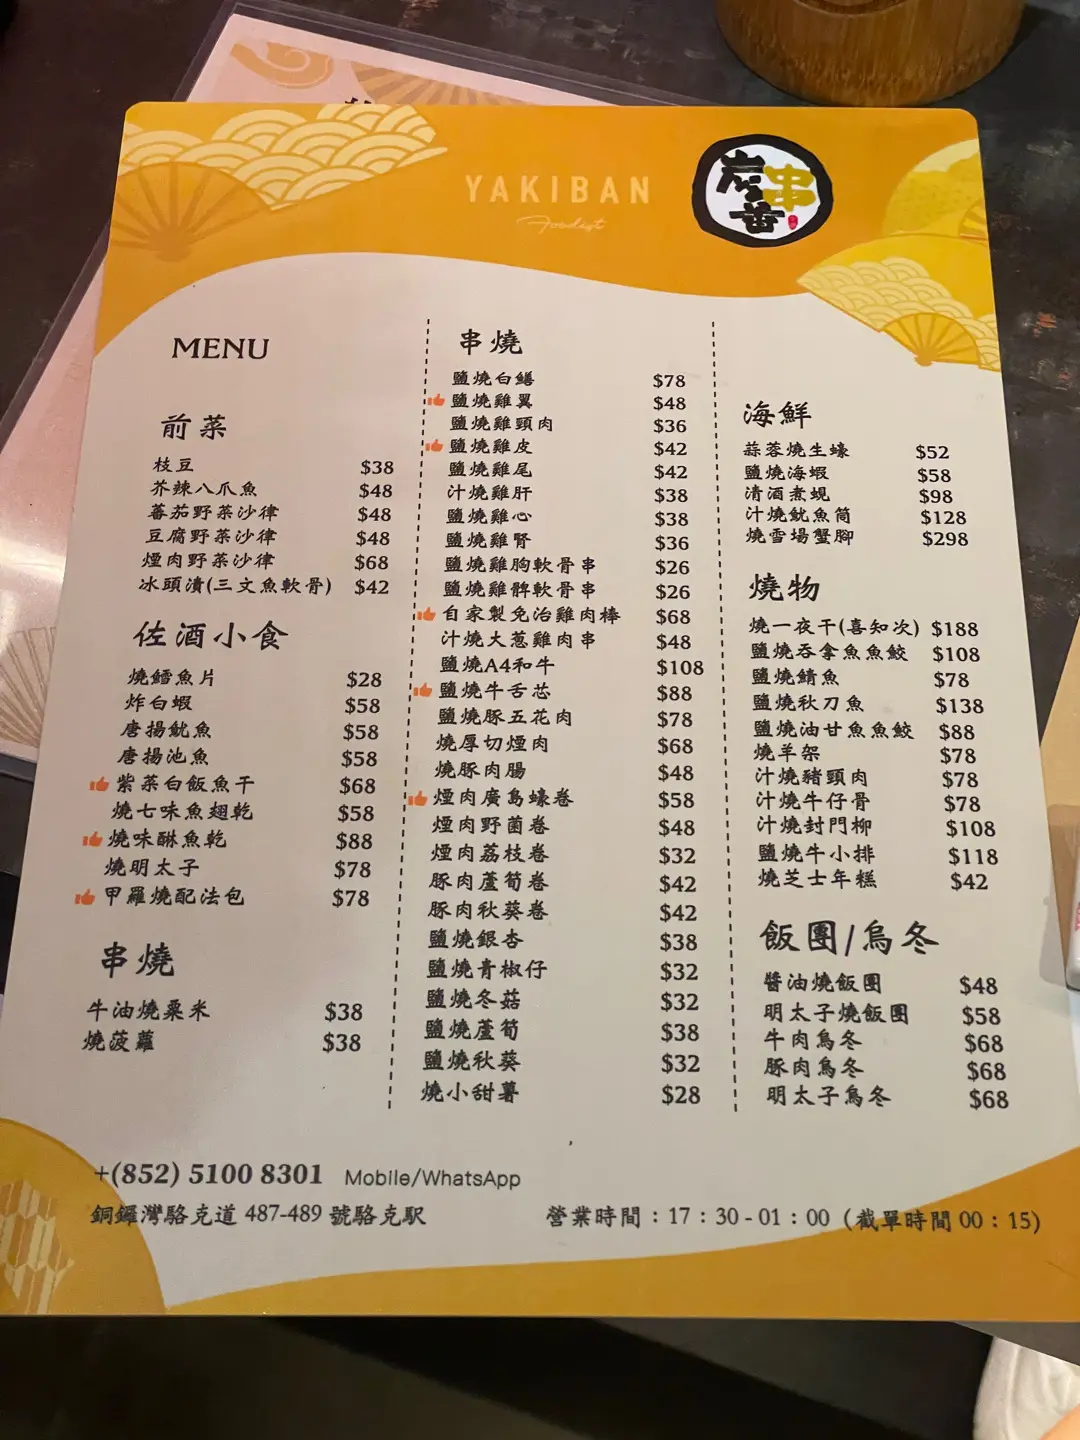 YAKIBAN
Foodest
炭串番
MENU
前菜
枝豆 $38
芥辣八爪魚 $48
蕃茄野菜沙律 $48
豆腐野菜沙律 $48
煙肉野菜沙律 $68
冰頭漬(三文魚軟骨) $42
佐酒小食
燒鱈魚片 $28
炸白蝦 $58
唐揚魷魚 $58
唐揚池魚 $58
紫菜白飯魚干 $68
燒七味魚翅乾 $58
燒味醂魚乾 $88
燒明太子 $78
甲羅燒配法包 $78
串燒
牛油燒粟米 $38
燒菠蘿 $38
串燒
鹽燒白鱔 $78
鹽燒雞翼 $48
鹽燒雞頸肉 $36
鹽燒雞皮 $42
鹽燒雞尾 $42
汁燒雞肝 $38
鹽燒雞心 $38
鹽燒雞腎 $36
鹽燒雞胸軟骨串 $26
鹽燒雞髀軟骨串 $26
自家製免治雞肉棒 $68
汁燒大蔥雞肉串 $48
鹽燒A4和牛 $108
鹽燒牛舌芯 $88
鹽燒豚五花肉 $78
燒厚切煙肉 $68
燒豚肉腸 $48
煙肉廣島蠔卷 $58
煙肉野菌卷 $48
煙肉荔枝卷 $32
豚肉蘆筍卷 $42
豚肉秋葵卷 $42
鹽燒銀杏 $38
鹽燒青椒仔 $32
鹽燒冬菇 $32
鹽燒蘆筍 $38
鹽燒秋葵 $32
燒小甜薯 $28
海鮮
蒜蓉燒生蠔 $52
鹽燒海蝦 $58
清酒煮蜆 $98
汁燒魷魚筒 $128
燒雪場蟹腳 $298
燒物
燒一夜干(喜知次) $188
鹽燒吞拿魚魚鮫 $108
鹽燒鯖魚 $78
鹽燒秋刀魚 $138
鹽燒油甘魚魚鮫 $88
燒羊架 $78
汁燒豬頸肉 $78
汁燒牛仔骨 $78
汁燒封門柳 $108
鹽燒牛小排 $118
燒芝士年糕 $42
飯團/烏冬
醬油燒飯團 $48
明太子燒飯團 $58
牛肉烏冬 $68
豚肉烏冬 $68
明太子烏冬 $68
+(852) 5100 8301 Mobile/WhatsApp
銅鑼灣駱克道 487-489 號駱克駅
營業時間：17：30 - 01：00 (截單時間 00：15)